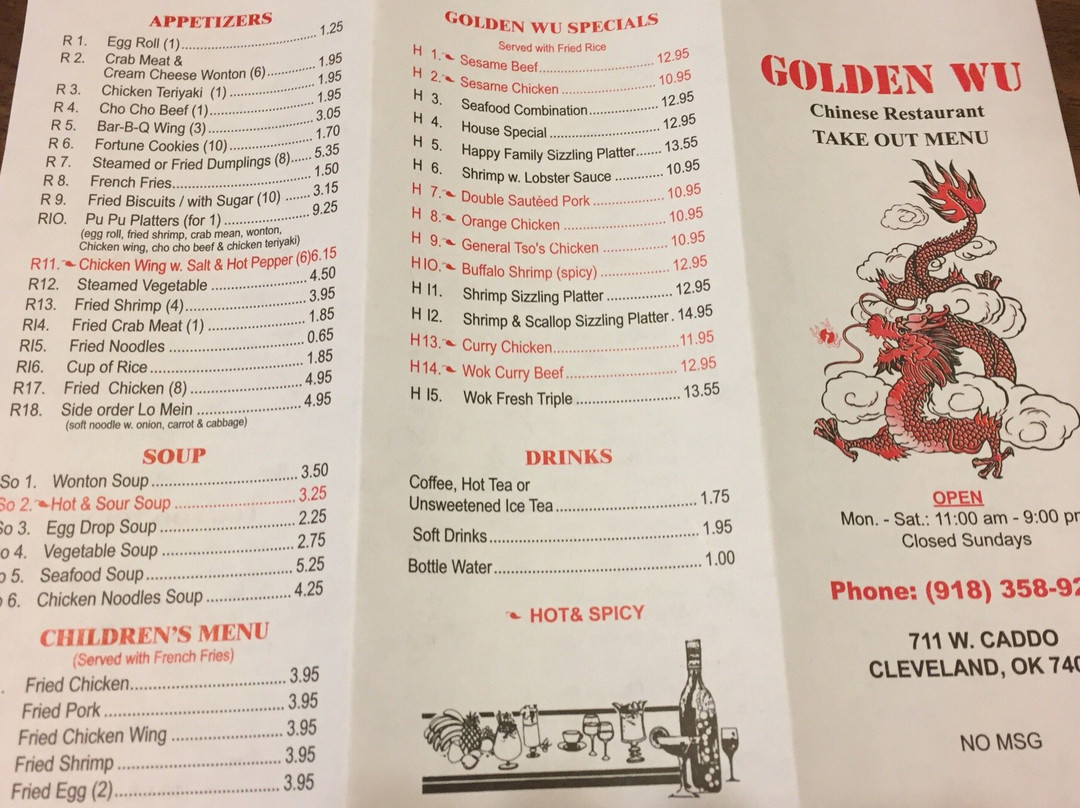 APPETIZERS
R 1. Egg Roll (1) 1.25
R 2. Crab Meat &
Cream Cheese Wonton (6) 1.95
R 3. Chicken Teriyaki (1) 1.95
R 4. Cho Cho Beef (1) 1.95
R 5. Bar-B-Q Wing (3) 3.05
R 6. Fortune Cookies (10) 1.70
R 7. Steamed or Fried Dumplings (8) 5.35
R 8. French Fries 1.50
R 9. Fried Biscuits / with Sugar (10) 3.15
R10. Pu Pu Platters (for 1) 9.25
(egg roll, fried shrimp, crab mean, wonton,
Chicken wing, cho cho beef & chicken teriyaki)
R11. Chicken Wing w. Salt & Hot Pepper (6) 6.15
R12. Steamed Vegetable 4.50
R13. Fried Shrimp (4) 3.95
R14. Fried Crab Meat (1) 1.85
R15. Fried Noodles 0.65
R16. Cup of Rice 1.85
R17. Fried Chicken (8) 4.95
R18. Side order Lo Mein 4.95
(soft noodle w. onion, carrot & cabbage)
SOUP
So 1. Wonton Soup 3.50
So 2. Hot & Sour Soup 3.25
So 3. Egg Drop Soup 2.25
o 4. Vegetable Soup 2.75
5. Seafood Soup 5.25
6. Chicken Noodles Soup 4.25
CHILDREN'S MENU
(Served with French Fries)
Fried Chicken 3.95
Fried Pork 3.95
Fried Chicken Wing 3.95
Fried Shrimp 3.95
Fried Egg (2) 3.95
GOLDEN WU SPECIALS
Served with Fried Rice
H 1. Sesame Beef 12.95
H 2. Sesame Chicken 10.95
H 3. Seafood Combination 12.95
H 4. House Special 12.95
H 5. Happy Family Sizzling Platter 13.55
H 6. Shrimp w. Lobster Sauce 10.95
H 7. Double Sautéed Pork 10.95
H 8. Orange Chicken 10.95
H 9. General Tso's Chicken 10.95
H10. Buffalo Shrimp (spicy) 12.95
H 11. Shrimp Sizzling Platter 12.95
H 12. Shrimp & Scallop Sizzling Platter 14.95
H13. Curry Chicken 11.95
H14. Wok Curry Beef 12.95
H 15. Wok Fresh Triple 13.55
DRINKS
Coffee, Hot Tea or
Unsweetened Ice Tea 1.75
Soft Drinks 1.95
Bottle Water 1.00
HOT& SPICY
GOLDEN WU
Chinese Restaurant
TAKE OUT MENU
OPEN
Mon. - Sat.: 11:00 am - 9:00 pm
Closed Sundays
Phone: (918) 358-92
711 W. CADDO
CLEVELAND, OK 740
NO MSG